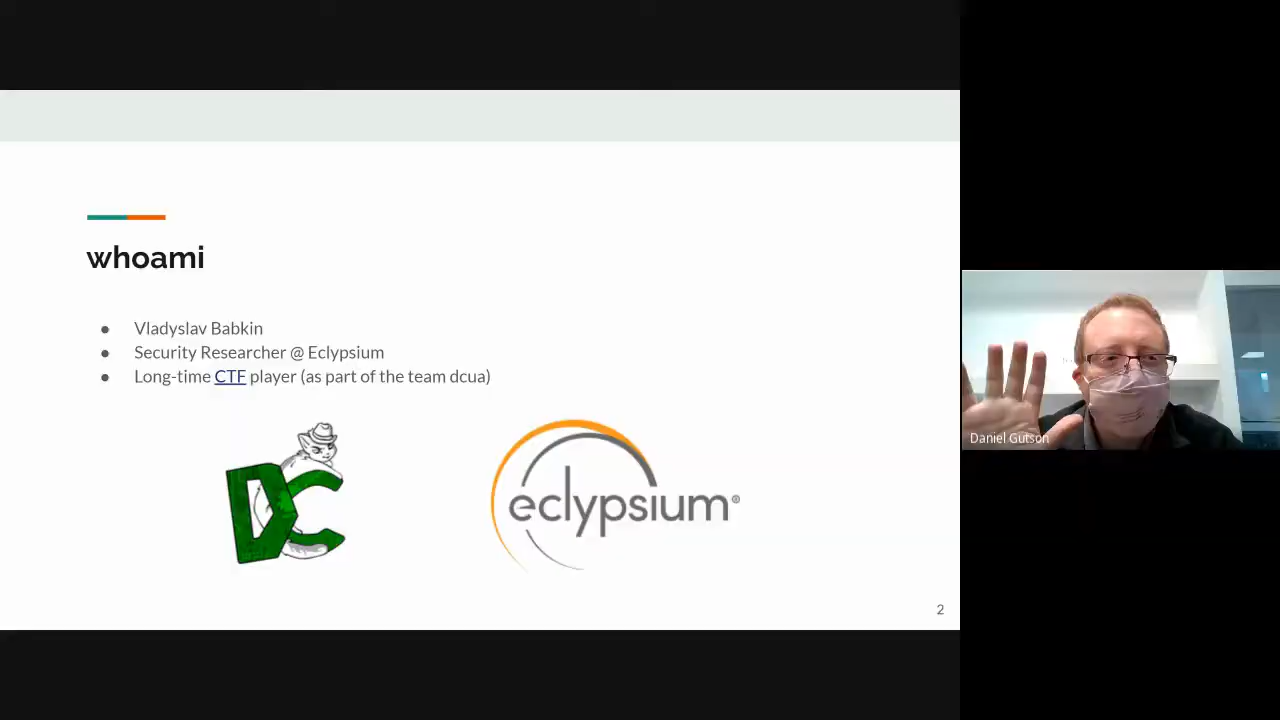 whoami
● Vladyslav Babkin
● Security Researcher @ Eclypsium
● Long-time CTF player (as part of the team dcua)
DC
eclypsium®
2
Daniel Gutson